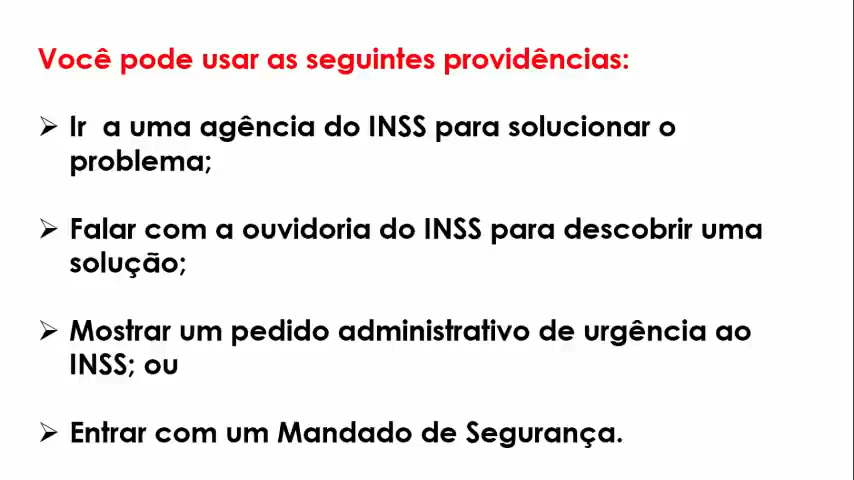 Você pode usar as seguintes providências:
➢ Ir a uma agência do INSS para solucionar o
problema;
➢ Falar com a ouvidoria do INSS para descobrir uma
solução;
➢ Mostrar um pedido administrativo de urgência ao
INSS; ou
➢ Entrar com um Mandado de Segurança.